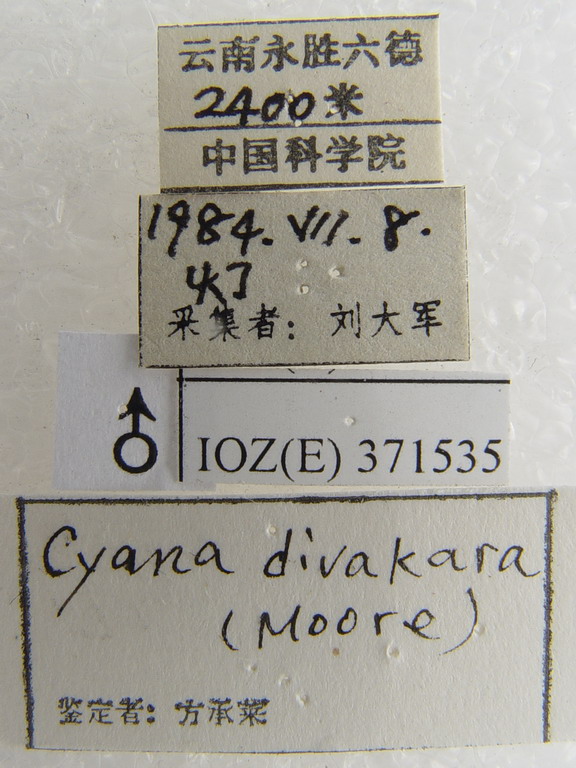 云南永胜六德
2400米
中国科学院
1984. VII. 8.
灯
采集者: 刘大军
♂
IOZ(E) 371535
Cyana divakara
(Moore)
鉴定者: 方承莱